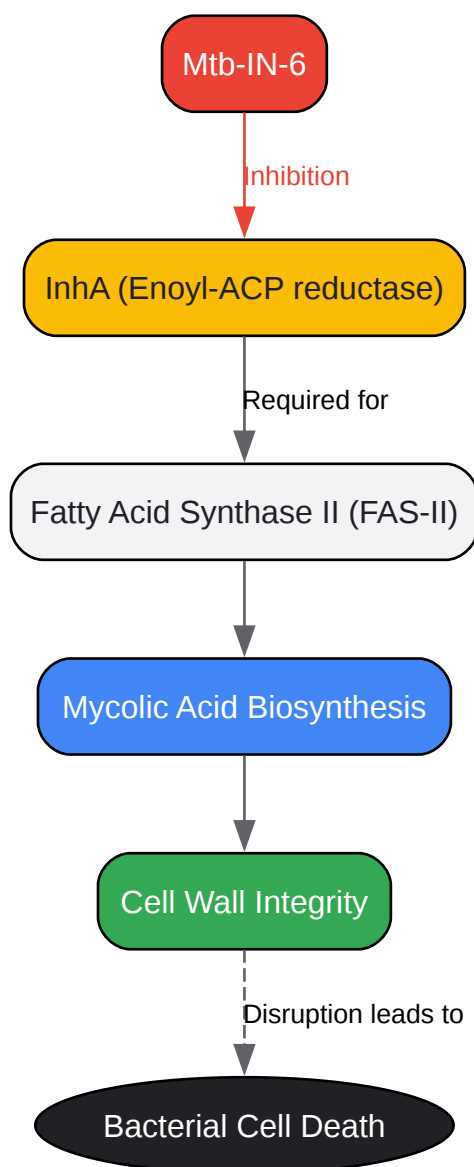 Mtb-IN-6
Inhibition
InhA (Enoyl-ACP reductase)
Required for
Fatty Acid Synthase II (FAS-II)
Mycolic Acid Biosynthesis
Cell Wall Integrity
Disruption leads to
Bacterial Cell Death